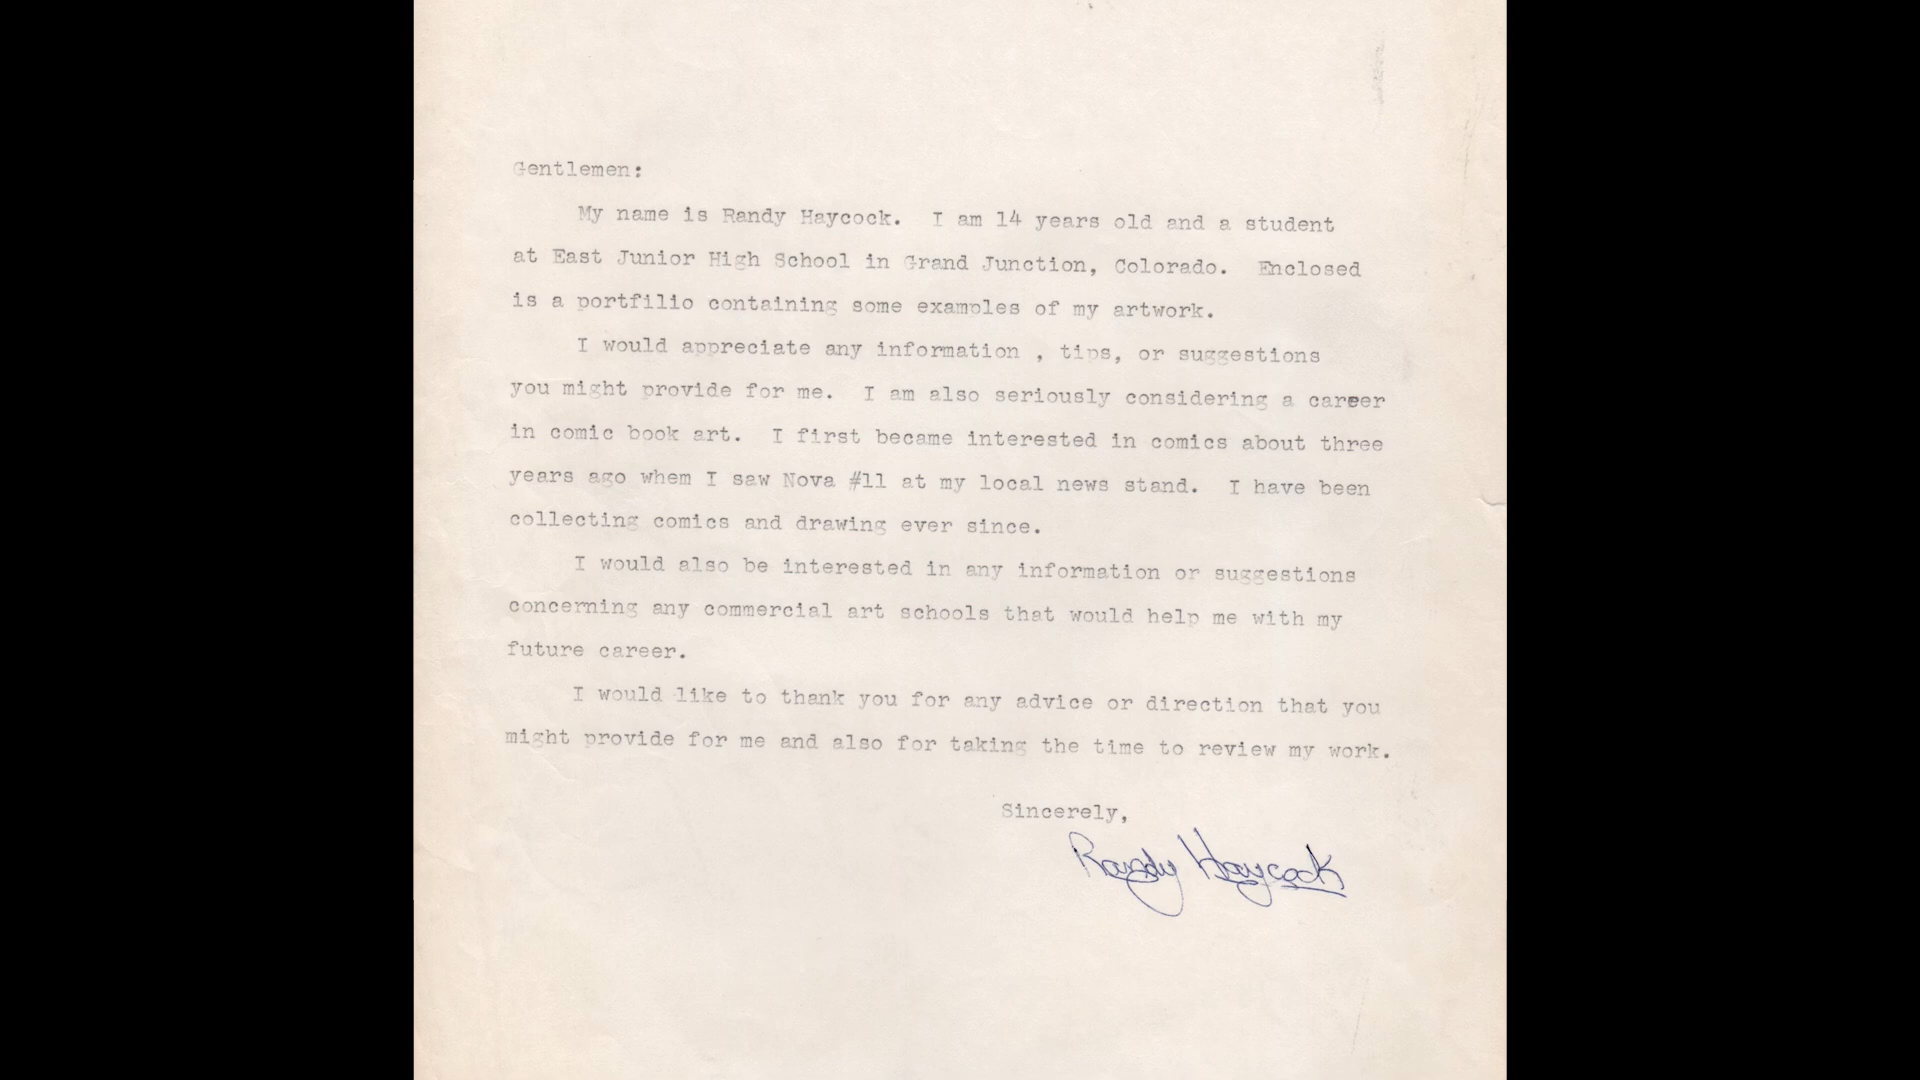 Gentlemen:
My name is Randy Haycock. I am 14 years old and a student
at East Junior High School in Grand Junction, Colorado. Enclosed
is a portfilio containing some examples of my artwork.
I would appreciate any information , tips, or suggestions
you might provide for me. I am also seriously considering a career
in comic book art. I first became interested in comics about three
years ago whem I saw Nova #11 at my local news stand. I have been
collecting comics and drawing ever since.
I would also be interested in any information or suggestions
concerning any commercial art schools that would help me with my
future career.
I would like to thank you for any advice or direction that you
might provide for me and also for taking the time to review my work.
Sincerely,
Randy Haycock